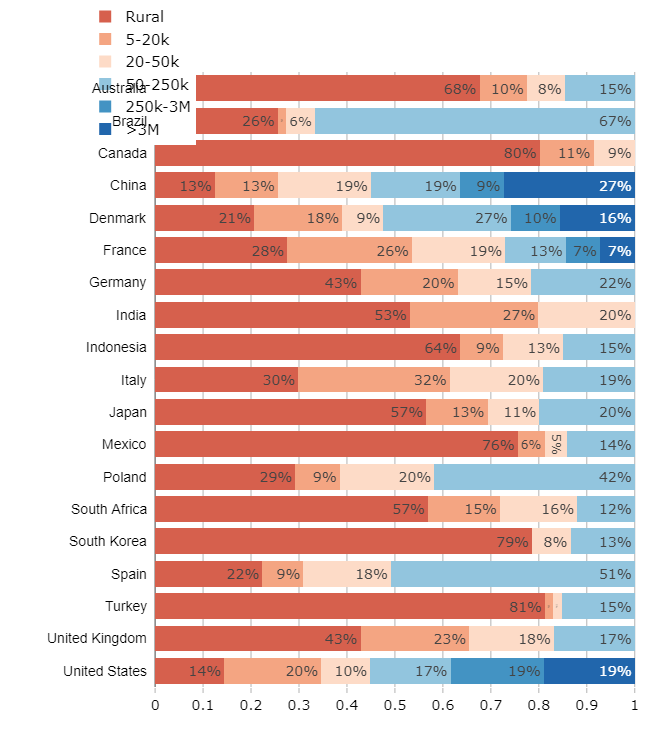 Rural
5-20k
20-50k
50-250k
250k-3M
>3M
Australia 68% 10% 8% 15%
Brazil 26% 6% 67%
Canada 80% 11% 9%
China 13% 13% 19% 19% 9% 27%
Denmark 21% 18% 9% 27% 10% 16%
France 28% 26% 19% 13% 7% 7%
Germany 43% 20% 15% 22%
India 53% 27% 20%
Indonesia 64% 9% 13% 15%
Italy 30% 32% 20% 19%
Japan 57% 13% 11% 20%
Mexico 76% 6% 5% 14%
Poland 29% 9% 20% 42%
South Africa 57% 15% 16% 12%
South Korea 79% 8% 13%
Spain 22% 9% 18% 51%
Turkey 81% 15%
United Kingdom 43% 23% 18% 17%
United States 14% 20% 10% 17% 19% 19%
0 0.1 0.2 0.3 0.4 0.5 0.6 0.7 0.8 0.9 1